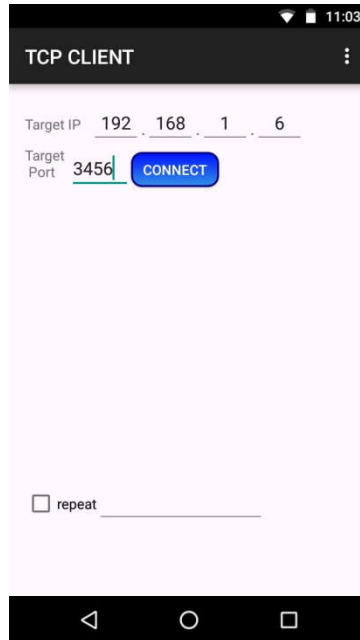 11:03
TCP CLIENT
Target IP 192 . 168 . 1 . 6
Target
Port 3456 CONNECT
repeat